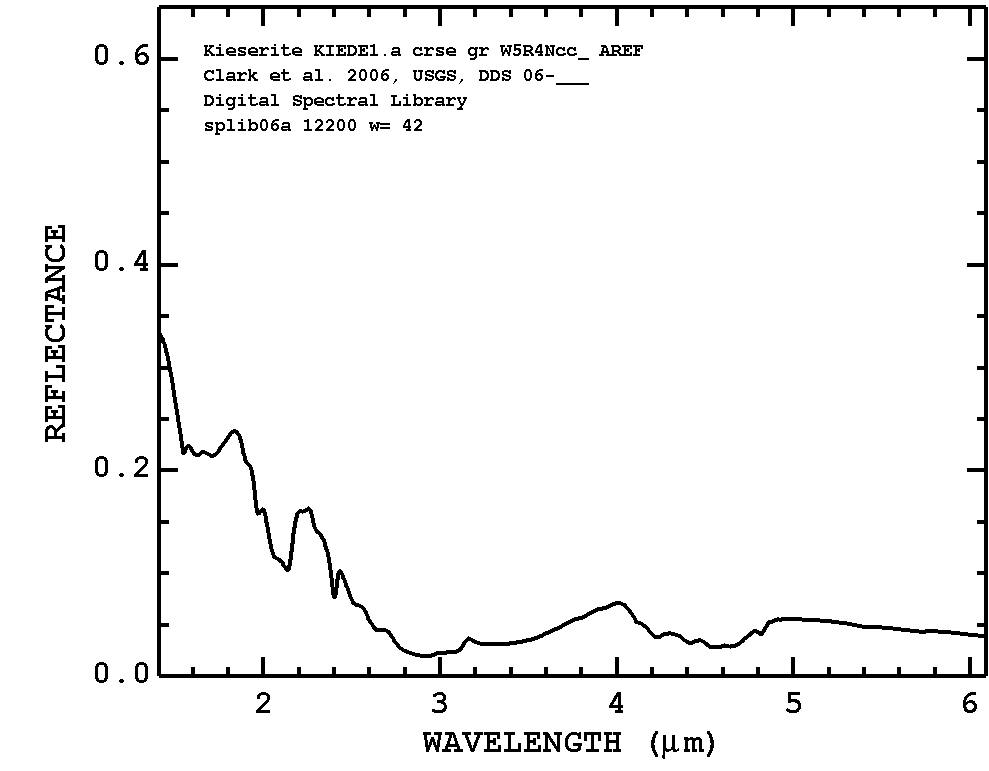 0.6
Kieserite KIEDE1.a crse gr W5R4Ncc_ AREF
Clark et al. 2006, USGS, DDS 06-___
Digital Spectral Library
splib06a 12200 w= 42
0.4
REFLECTANCE
0.2
0.0
2 3 4 5 6
WAVELENGTH (μm)